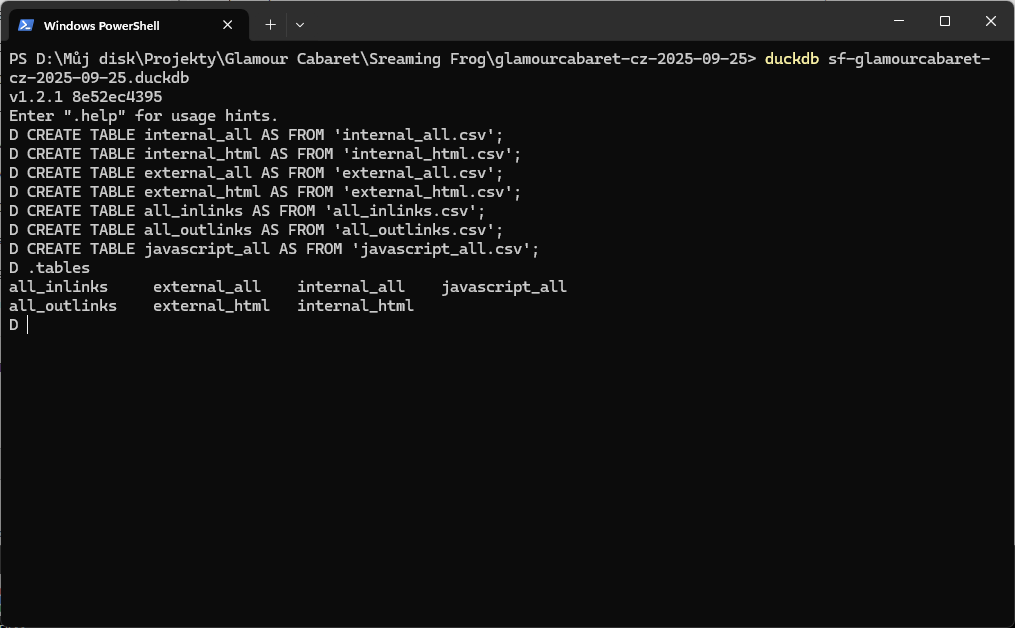 Windows PowerShell
PS D:\Můj disk\Projekty\Glamour Cabaret\Sreaming Frog\glamourcabaret-cz-2025-09-25> duckdb sf-glamourcabaret-
cz-2025-09-25.duckdb
v1.2.1 8e52ec4395
Enter ".help" for usage hints.
D CREATE TABLE internal_all AS FROM 'internal_all.csv';
D CREATE TABLE internal_html AS FROM 'internal_html.csv';
D CREATE TABLE external_all AS FROM 'external_all.csv';
D CREATE TABLE external_html AS FROM 'external_html.csv';
D CREATE TABLE all_inlinks AS FROM 'all_inlinks.csv';
D CREATE TABLE all_outlinks AS FROM 'all_outlinks.csv';
D CREATE TABLE javascript_all AS FROM 'javascript_all.csv';
D .tables
all_inlinks     external_all    internal_all    javascript_all
all_outlinks    external_html   internal_html
D